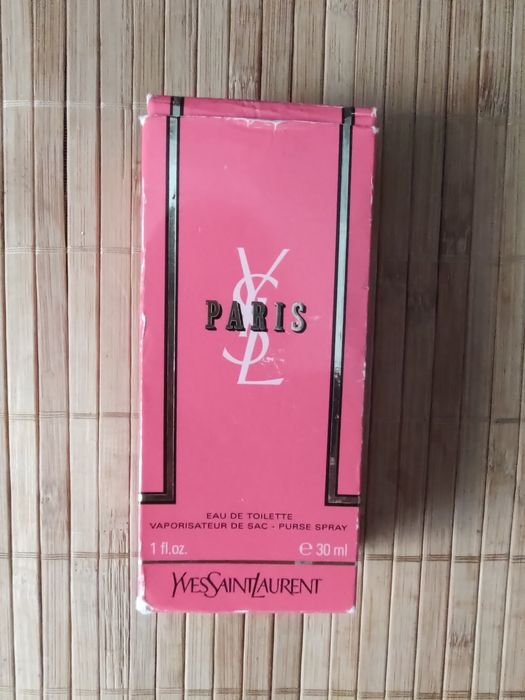 YSL
PARIS
EAU DE TOILETTE
VAPORISATEUR DE SAC - PURSE SPRAY
1 fl.oz. e 30 ml
YVESSAINTLAURENT